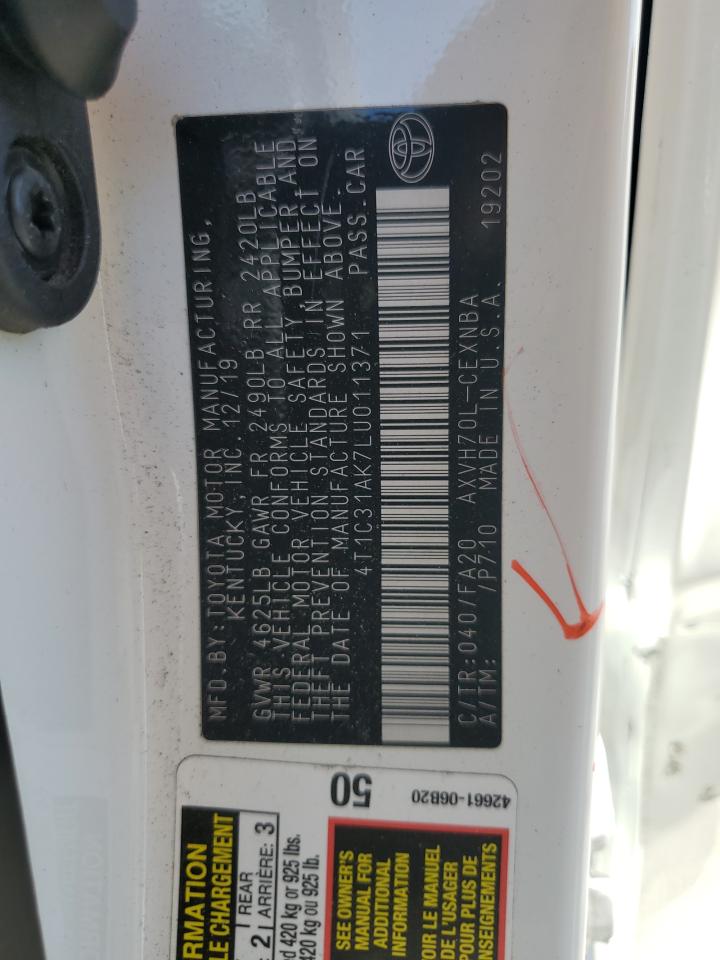 MFD.BY:TOYOTA MOTOR MANUFACTURING,
KENTUCKY, INC. 12/19
GVWR 4625LB GAWR FR 2490LB RR 2420LB
THIS VEHICLE CONFORMS TO ALL APPLICABLE
FEDERAL MOTOR VEHICLE SAFETY, BUMPER AND
THEFT PREVENTION STANDARDS IN EFFECT ON
THE DATE OF MANUFACTURE SHOWN ABOVE.
4T1C31AK7LU011371 PASS.CAR
C/TR:040/FA20 AXVH70L-CEXNBA
A/TM: /P710 MADE IN U.S.A. 19202
50
42661-06B20
RMATION
LE CHARGEMENT
REAR
2 ARRIÈRE: 3
ed 420 kg or 925 lbs.
420 kg ou 925 lb.
SEE OWNER'S
MANUAL FOR
ADDITIONAL
INFORMATION
OIR LE MANUEL
DE L'USAGER
PLUS DE
NSEIGNEMENTS